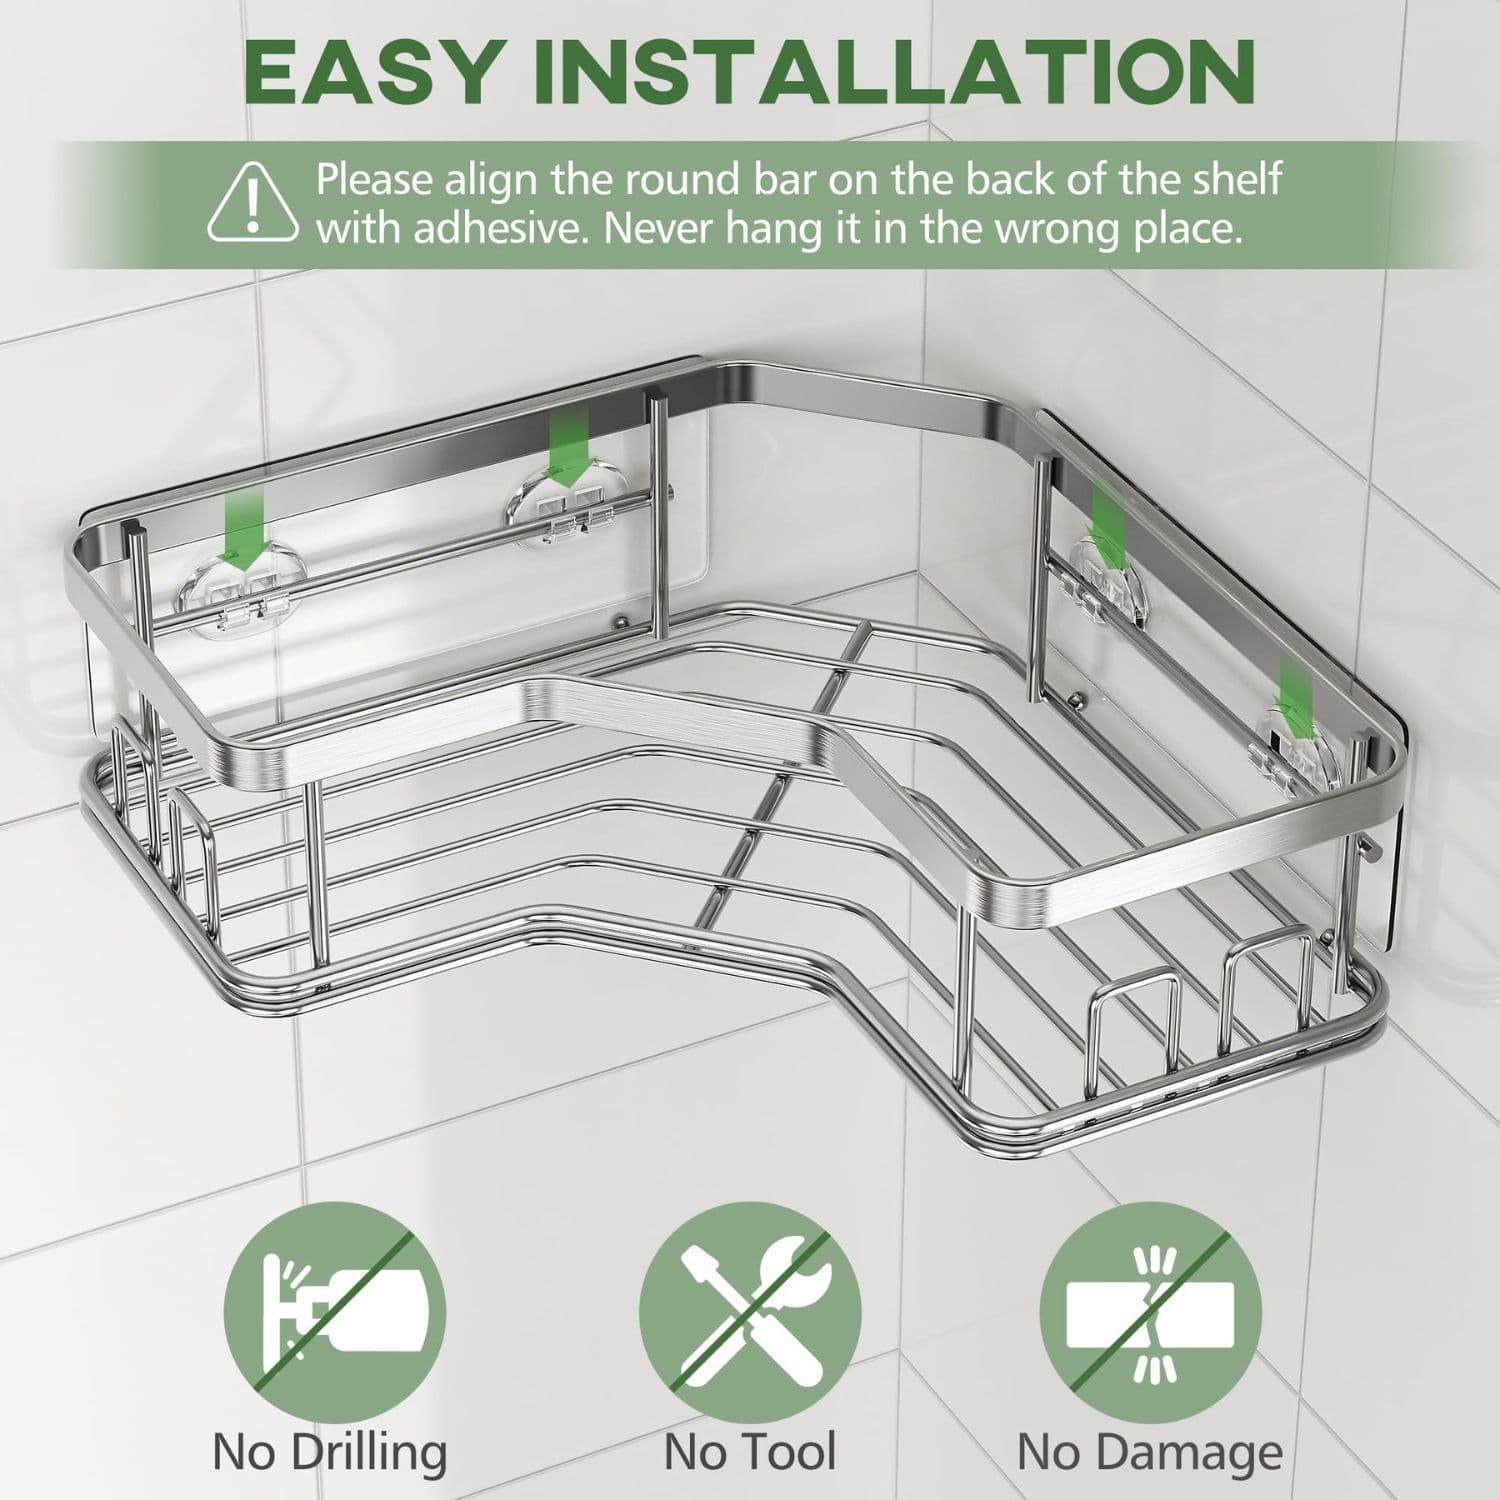 EASY INSTALLATION
Please align the round bar on the back of the shelf
with adhesive. Never hang it in the wrong place.
No Drilling
No Tool
No Damage